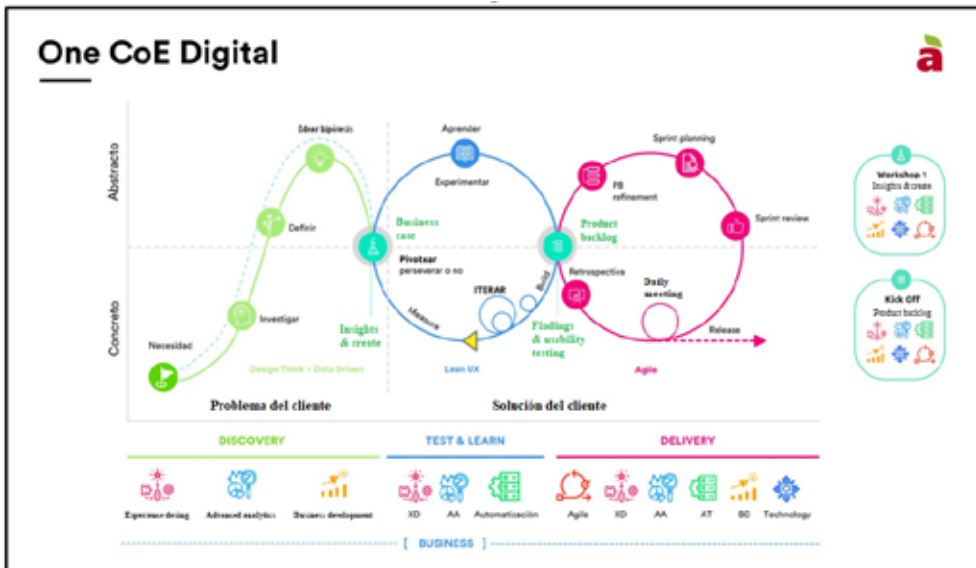 One CoE Digital
a
Abstracto
Concreto
Necesidad
Investigar
Definir
Idear hipótesis
Design Think + Data Driven
Insights
& create
Business
case
Pivotear
perseverar o no
Aprender
Experimentar
Measure
ITERAR
Build
Lean UX
Findings
& usability
testing
Product
backlog
PB
refinement
Sprint planning
Sprint review
Retrospectiva
Daily
meeting
Release
Agile
Problema del cliente
Solución del cliente
Workshop 1
Insights & create
Kick Off
Product backlog
DISCOVERY
TEST & LEARN
DELIVERY
Experience desing
Advanced analytics
Business development
XD
AA
Automatización
Agile
XD
AA
AT
BD
Technology
[ BUSINESS ]